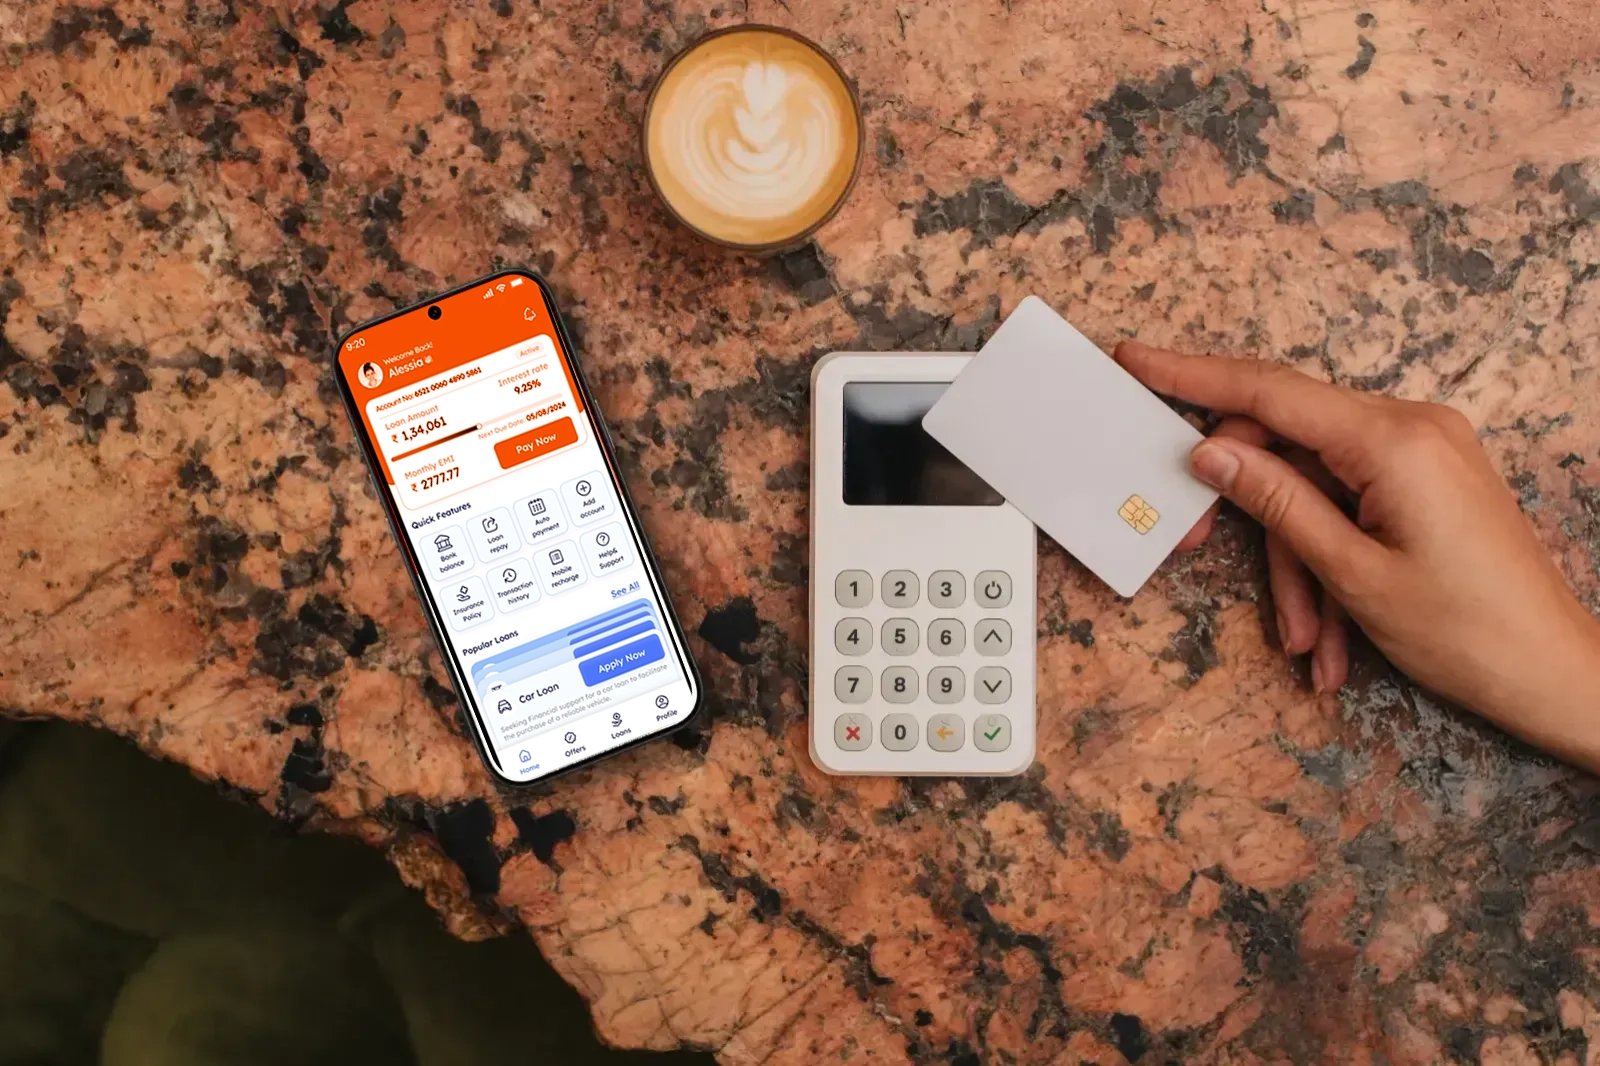 9:20
Welcome Back!
Alessia
Active
Account No: 6521 0060 4890 5861
Loan Amount
Interest rate
₹ 1,34,061
9.25%
Next Due Date: 05/08/2024
Monthly EMI
₹ 2777.77
Pay Now
Quick Features
Bank
balance
Loan
repay
Auto
payment
Add
account
Insurance
Policy
Transaction
history
Mobile
recharge
Help&
Support
Popular Loans
See All
Car Loan
Apply Now
Seeking Financial support for a car loan to facilitate
the purchase of a reliable vehicle.
Home
Offers
Loans
Profile
1 2 3
4 5 6
7 8 9
0